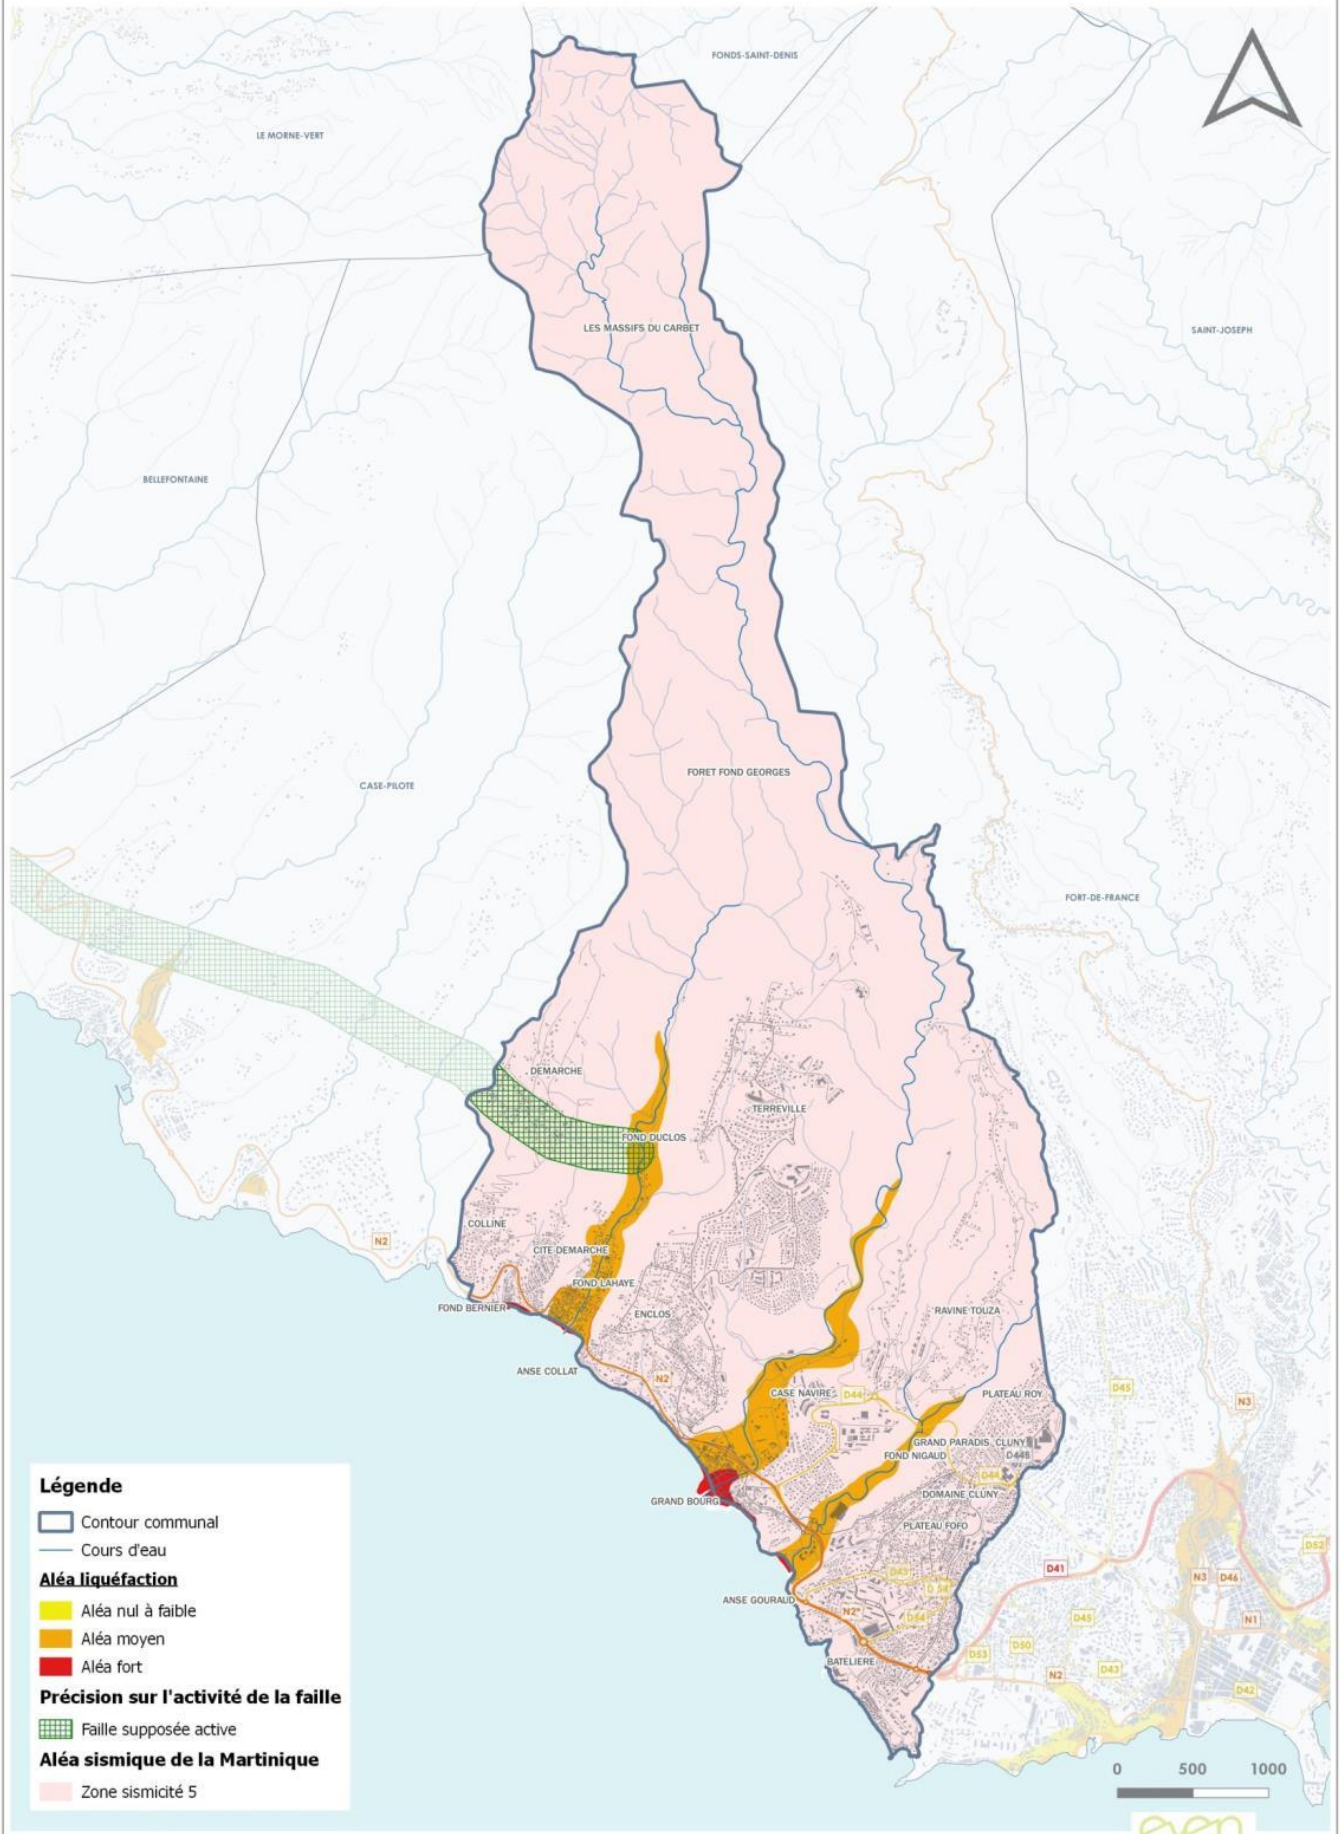 FONDS-SAINT-DENIS
LE MORNE-VERT
LES MASSIFS DU CARBET
SAINT-JOSEPH
BELLEFONTAINE
FORET FOND GEORGES
CASE-PILOTE
FORT-DE-FRANCE
DEMARCHE
TERREVILLE
FOND DUCLOS
COLLINE
N2
CITE DEMARCHE
FOND LAHAYE
FOND BERNIER
ENCLOS
RAVINE TOUZA
ANSE COLLAT
N2
CASE NAVIRE
D44
PLATEAU ROY
D45
N3
GRAND PARADIS CLUNY
FOND NIGAUD
D44B
D44
GRAND BOURG
DOMAINE CLUNY
PLATEAU FOFO
D52
D41
D43
N3
D46
D54
ANSE GOURAUD
N2*
D54
D45
N1
D50
D53
BATELIERE
N2
D43
D42
Légende
Contour communal
Cours d'eau
Aléa liquéfaction
Aléa nul à faible
Aléa moyen
Aléa fort
Précision sur l'activité de la faille
Faille supposée active
Aléa sismique de la Martinique
Zone sismicité 5
0 500 1000
even